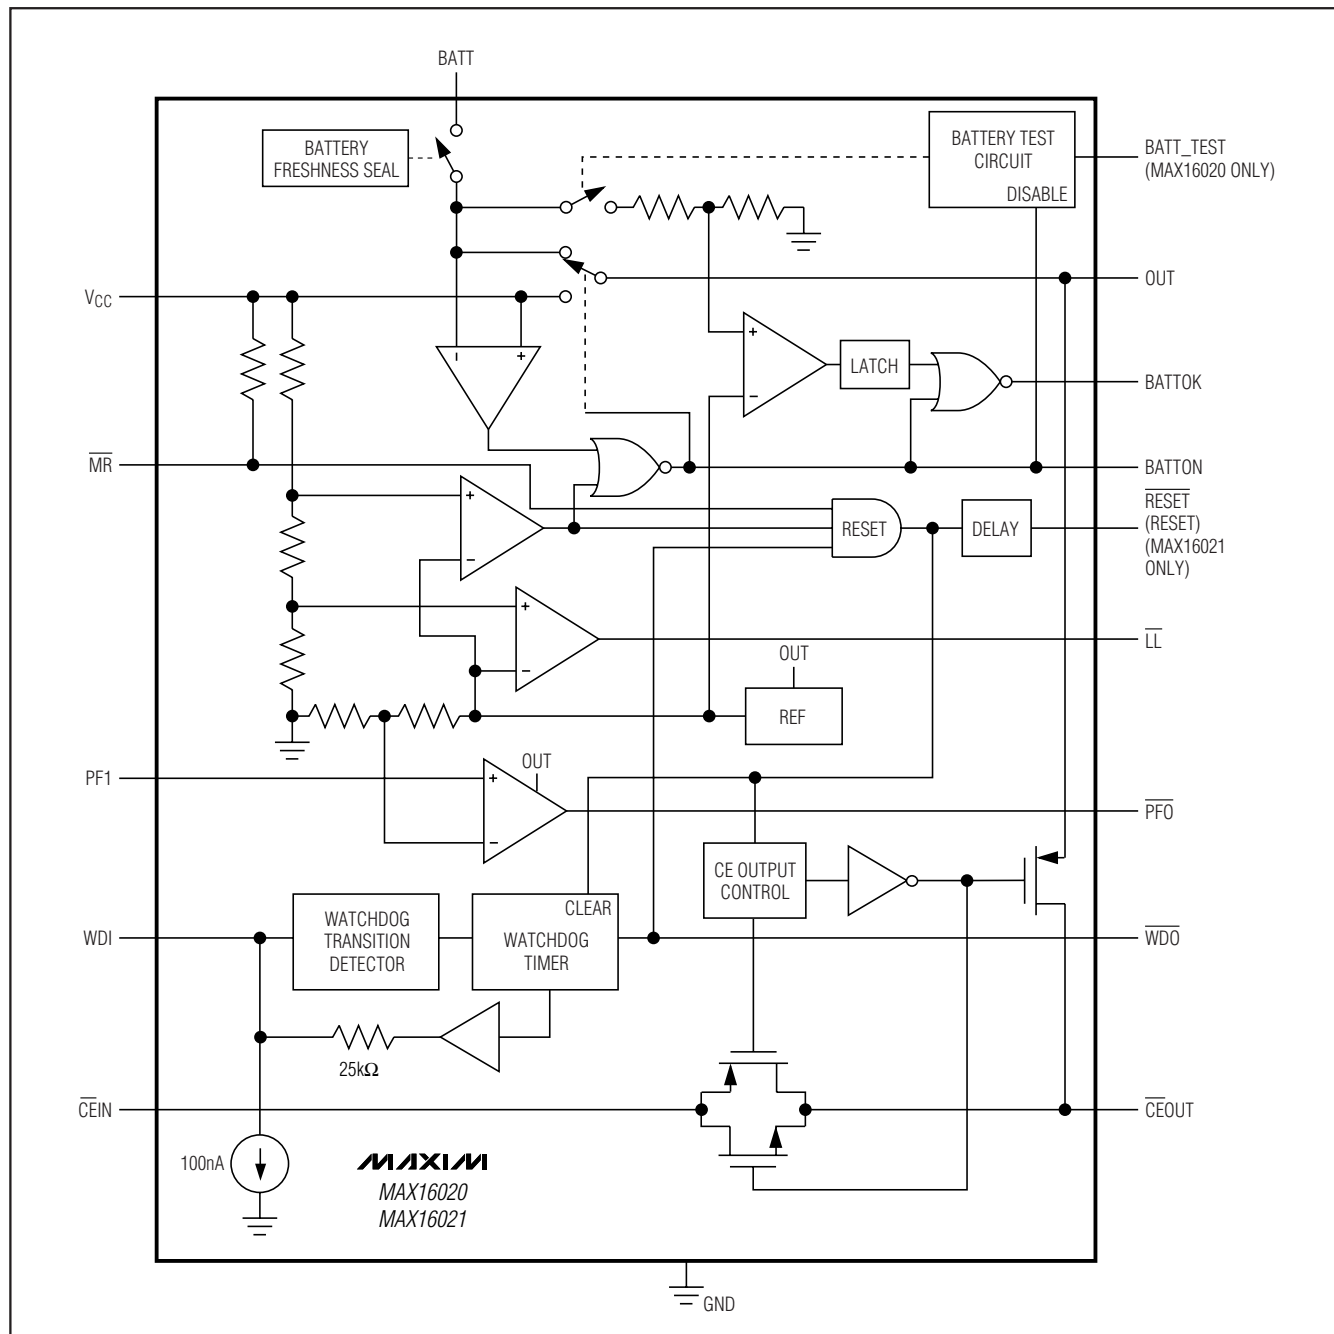 BATT
BATTERY
FRESHNESS SEAL
BATTERY TEST
CIRCUIT
DISABLE
BATT_TEST
(MAX16020 ONLY)
OUT
VCC
+
+
LATCH
BATTOK
MR
BATTON
+
RESET
DELAY
RESET
(RESET)
(MAX16021
ONLY)
+
LL
OUT
REF
PF1
OUT
+
PFO
CE OUTPUT
CONTROL
CLEAR
WATCHDOG
TRANSITION
DETECTOR
WATCHDOG
TIMER
WDI
WDO
25kΩ
CEIN
CEOUT
100nA
MAXIM
MAX16020
MAX16021
GND